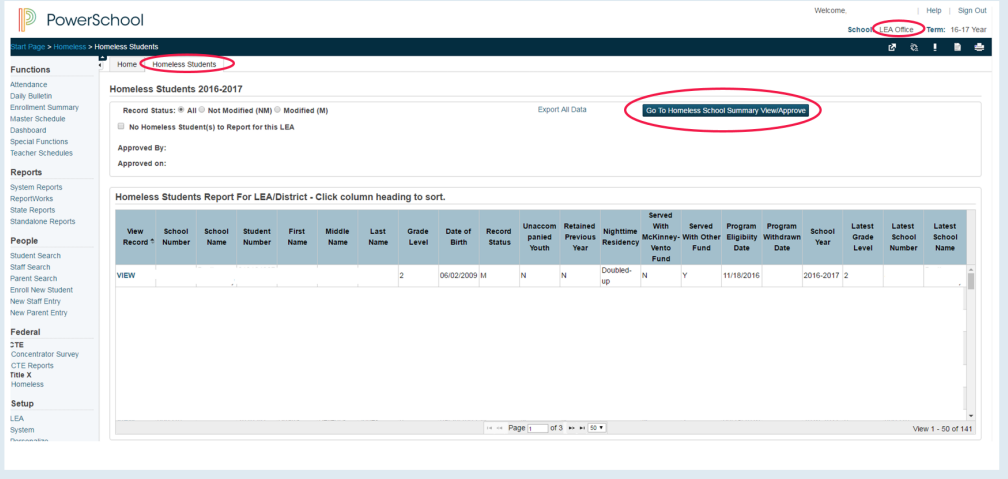 PowerSchool
Welcome, | Help | Sign Out
School: LEA Office Term: 16-17 Year
Start Page > Homeless > Homeless Students
Functions
Attendance
Daily Bulletin
Enrollment Summary
Master Schedule
Dashboard
Special Functions
Teacher Schedules
Reports
System Reports
ReportWorks
State Reports
Standalone Reports
People
Student Search
Staff Search
Parent Search
Enroll New Student
New Staff Entry
New Parent Entry
Federal
CTE
Concentrator Survey
CTE Reports
Title X
Homeless
Setup
LEA
System
Personalize
Home Homeless Students
Homeless Students 2016-2017
Record Status: All Not Modified (NM) Modified (M) Export All Data Go To Homeless School Summary View/Approve
No Homeless Student(s) to Report for this LEA
Approved By:
Approved on:
Homeless Students Report For LEA/District - Click column heading to sort.
View Record School Number School Name Student Number First Name Middle Name Last Name Grade Level Date of Birth Record Status Unaccom panied Youth Retained Previous Year Nighttime Residency Served With McKinney-Vento Fund Served With Other Fund Program Eligibiity Date Program Withdrawn Date School Year Latest Grade Level Latest School Number Latest School Name
VIEW 2 06/02/2009 M N N Doubled-up N Y 11/18/2016 2016-2017 2
Page 1 of 3 50 View 1 - 50 of 141